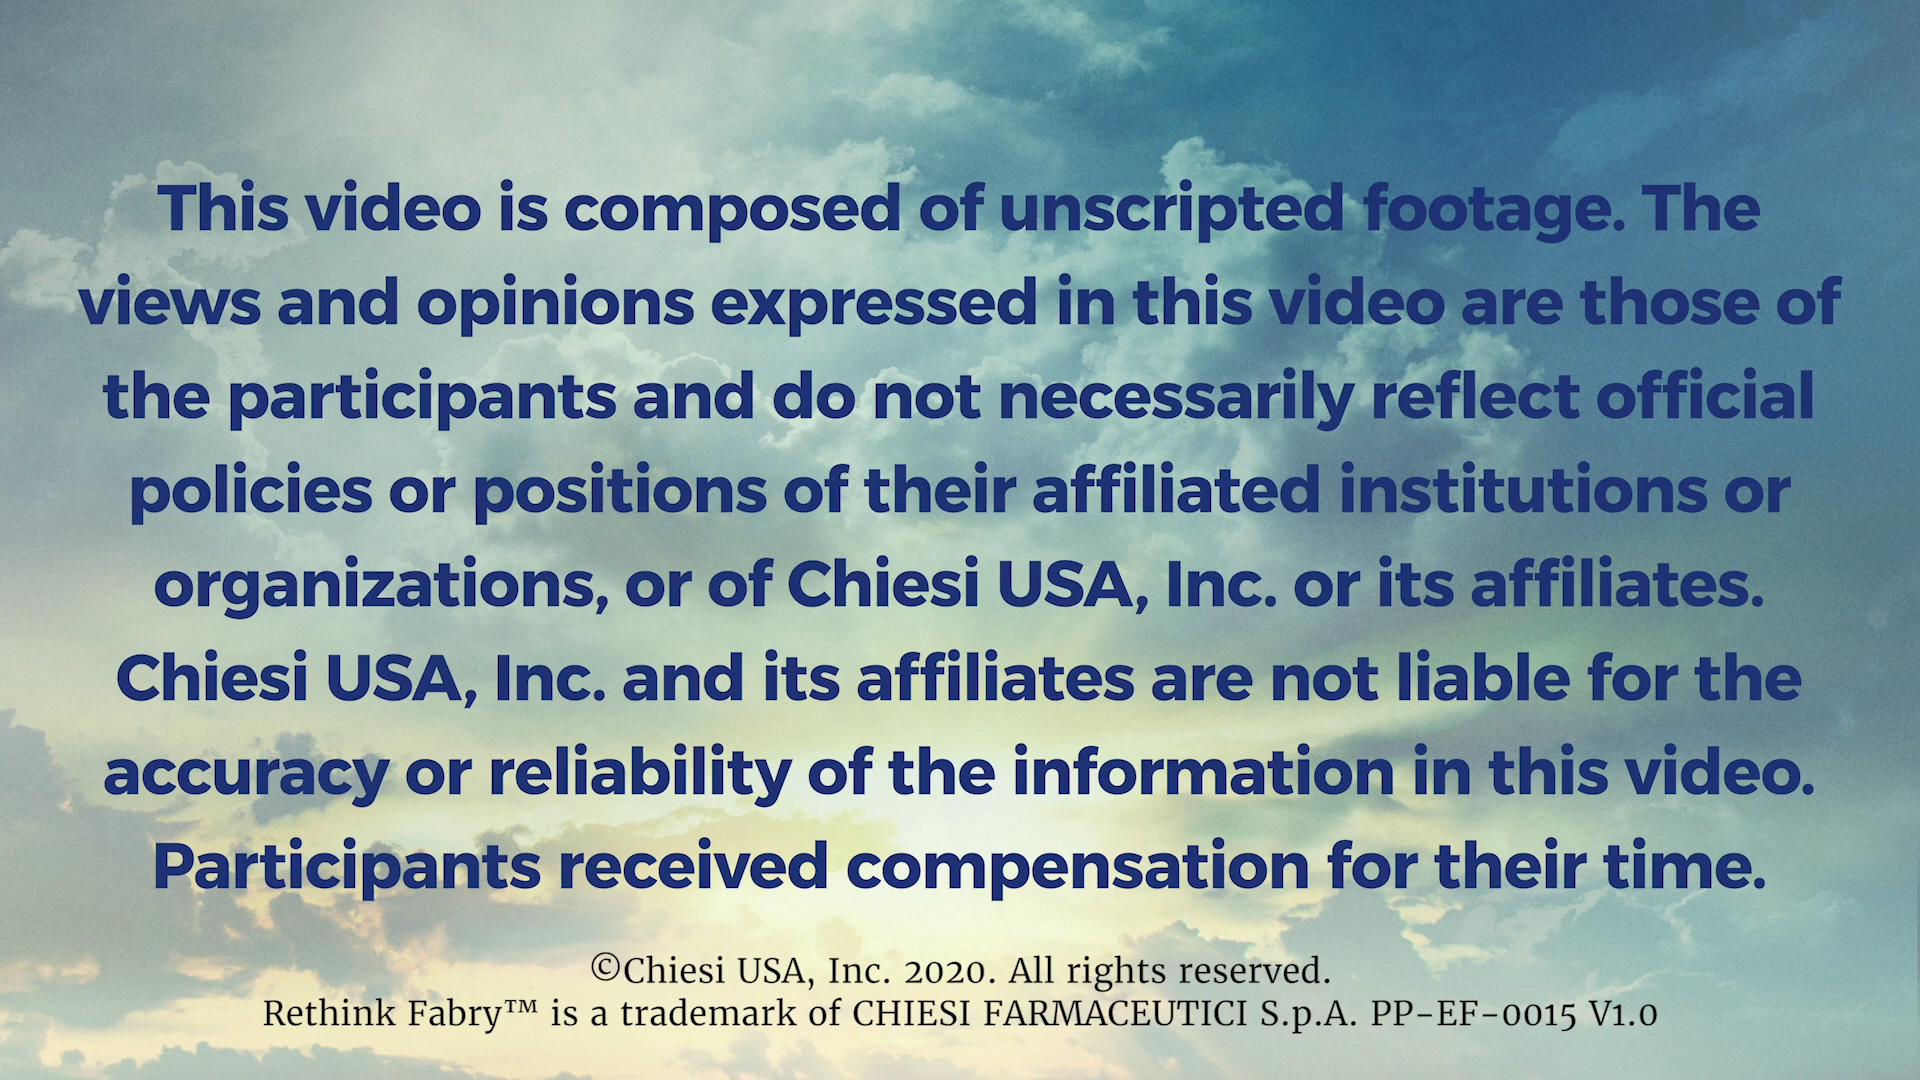 This video is composed of unscripted footage. The
views and opinions expressed in this video are those of
the participants and do not necessarily reflect official
policies or positions of their affiliated institutions or
organizations, or of Chiesi USA, Inc. or its affiliates.
Chiesi USA, Inc. and its affiliates are not liable for the
accuracy or reliability of the information in this video.
Participants received compensation for their time.
©Chiesi USA, Inc. 2020. All rights reserved.
Rethink Fabry™ is a trademark of CHIESI FARMACEUTICI S.p.A. PP-EF-0015 V1.0